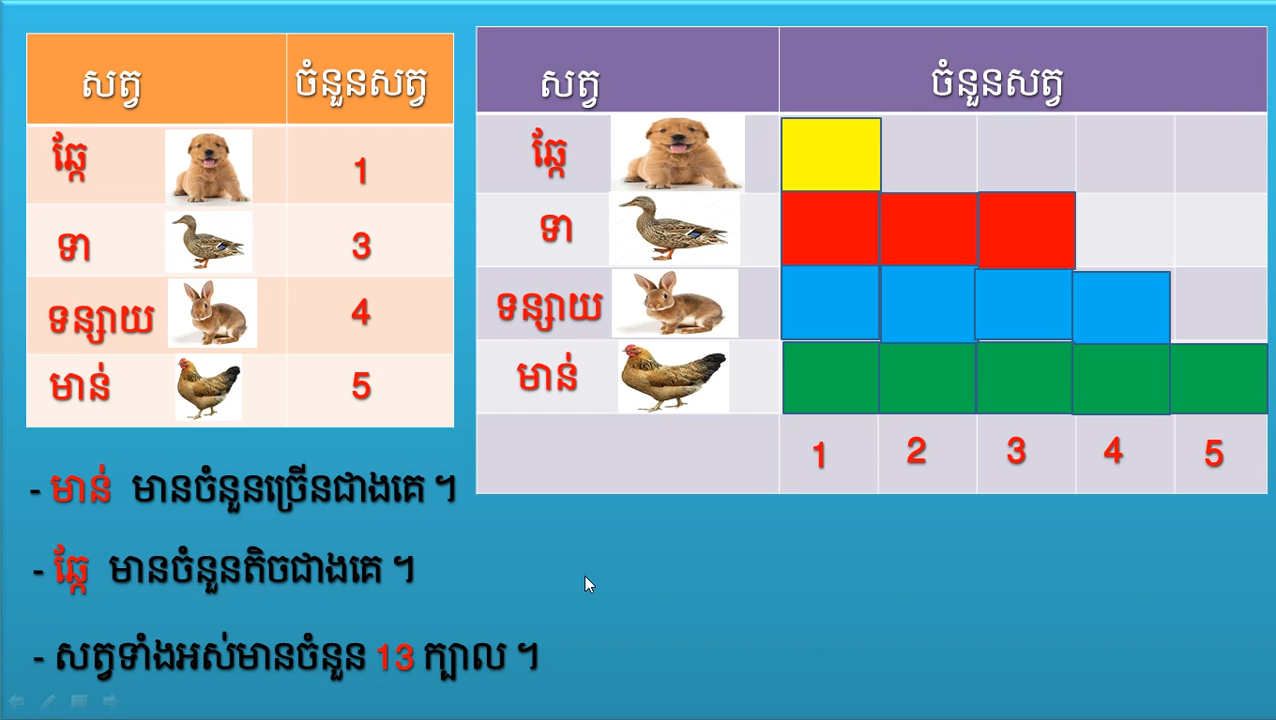 សត្វ ចំនួនសត្វ
ឆ្កែ 1
ទា 3
ទន្សាយ 4
មាន់ 5
សត្វ ចំនួនសត្វ
ឆ្កែ
ទា
ទន្សាយ
មាន់
1 2 3 4 5
- មាន់ មានចំនួនច្រើនជាងគេ ។
- ឆ្កែ មានចំនួនតិចជាងគេ ។
- សត្វទាំងអស់មានចំនួន 13 ក្បាល ។